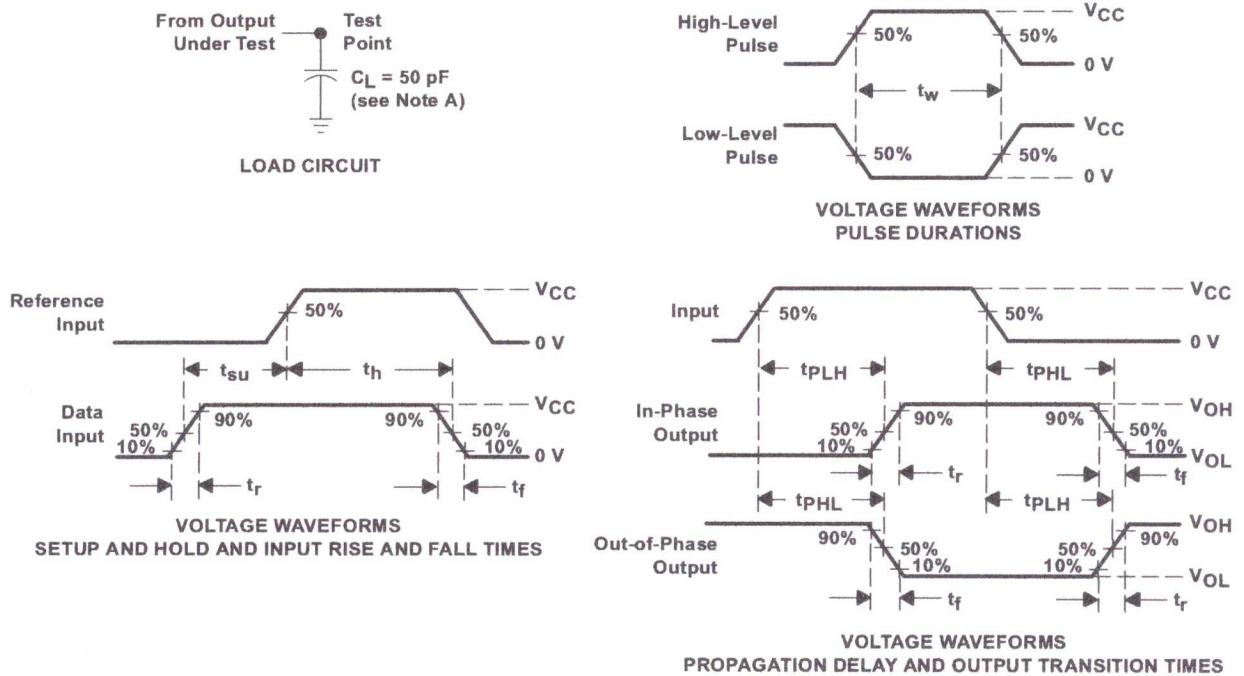 From Output
Under Test
Test
Point
CL = 50 pF
(see Note A)
LOAD CIRCUIT
High-Level
Pulse
50%
50%
VCC
0 V
tw
Low-Level
Pulse
50%
50%
VCC
0 V
VOLTAGE WAVEFORMS
PULSE DURATIONS
Reference
Input
50%
VCC
0 V
tsu
th
Data
Input
50%
10%
90%
90%
50%
10%
VCC
0 V
tr
tf
VOLTAGE WAVEFORMS
SETUP AND HOLD AND INPUT RISE AND FALL TIMES
Input
50%
50%
VCC
0 V
tPLH
tPHL
In-Phase
Output
50%
10%
90%
90%
50%
10%
VOH
VOL
tr
tf
tPHL
tPLH
Out-of-Phase
Output
90%
50%
10%
50%
10%
90%
VOH
VOL
tf
tr
VOLTAGE WAVEFORMS
PROPAGATION DELAY AND OUTPUT TRANSITION TIMES